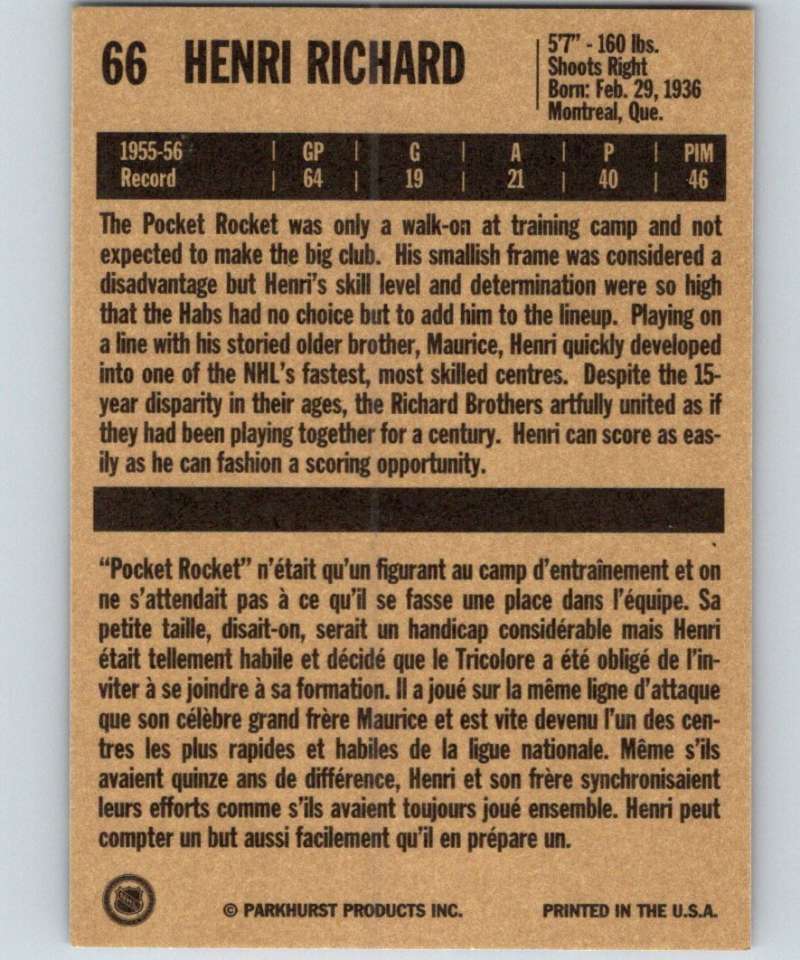 66 HENRI RICHARD
5'7" - 160 lbs.
Shoots Right
Born: Feb. 29, 1936
Montreal, Que.
1955-56 | GP | G | A | P | PIM
Record | 64 | 19 | 21 | 40 | 46
The Pocket Rocket was only a walk-on at training camp and not
expected to make the big club. His smallish frame was considered a
disadvantage but Henri's skill level and determination were so high
that the Habs had no choice but to add him to the lineup. Playing on
a line with his storied older brother, Maurice, Henri quickly developed
into one of the NHL's fastest, most skilled centres. Despite the 15-
year disparity in their ages, the Richard Brothers artfully united as if
they had been playing together for a century. Henri can score as eas-
ily as he can fashion a scoring opportunity.
“Pocket Rocket” n'était qu'un figurant au camp d'entraînement et on
ne s'attendait pas à ce qu'il se fasse une place dans l'équipe. Sa
petite taille, disait-on, serait un handicap considérable mais Henri
était tellement habile et décidé que le Tricolore a été obligé de l'in-
viter à se joindre à sa formation. Il a joué sur la même ligne d'attaque
que son célèbre grand frère Maurice et est vite devenu l'un des cen-
tres les plus rapides et habiles de la ligue nationale. Même s'ils
avaient quinze ans de différence, Henri et son frère synchronisaient
leurs efforts comme s'ils avaient toujours joué ensemble. Henri peut
compter un but aussi facilement qu'il en prépare un.
© PARKHURST PRODUCTS INC. PRINTED IN THE U.S.A.